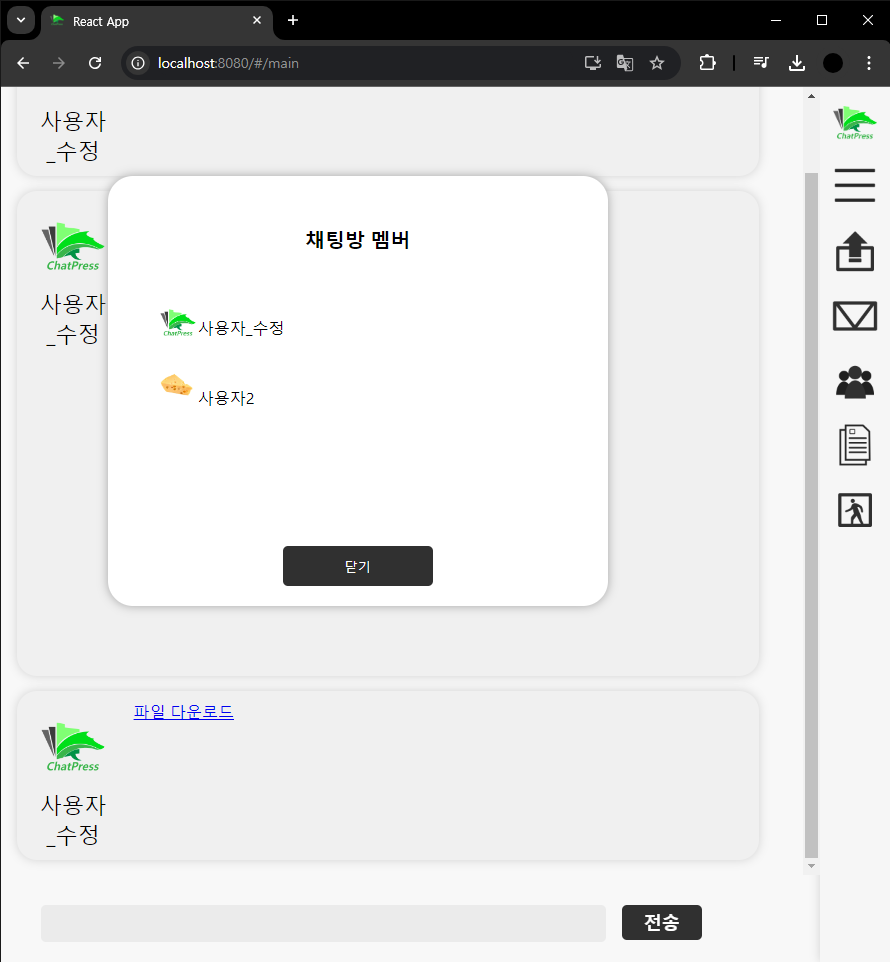 React App
localhost:8080/#/main
사용자
_수정
ChatPress
채팅방 멤버
ChatPress
사용자
_수정
ChatPress
사용자_수정
사용자2
닫기
파일 다운로드
ChatPress
사용자
_수정
전송